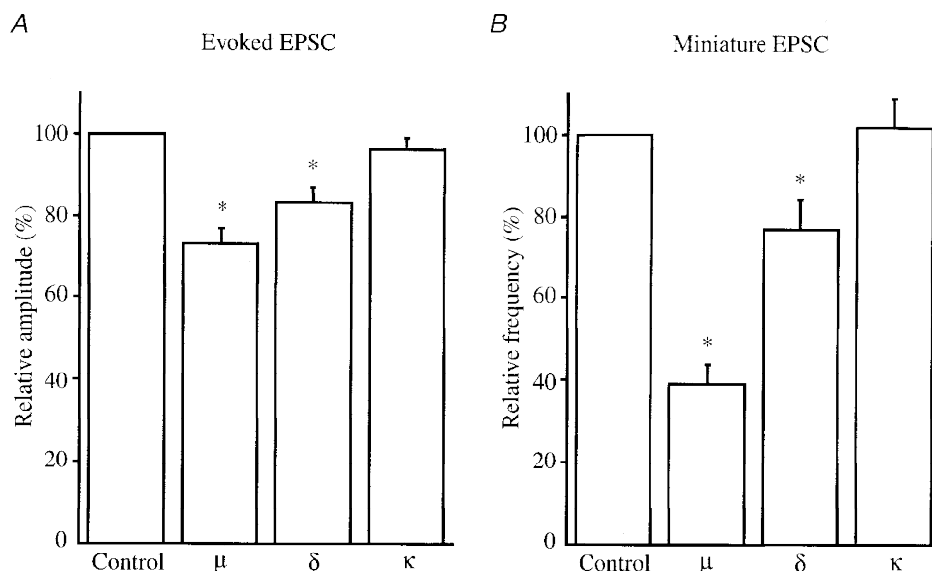 A
Evoked EPSC
Relative amplitude (%)
100
80
60
40
20
0
*
*
Control
μ
δ
κ
B
Miniature EPSC
Relative frequency (%)
100
80
60
40
20
0
*
*
Control
μ
δ
κ